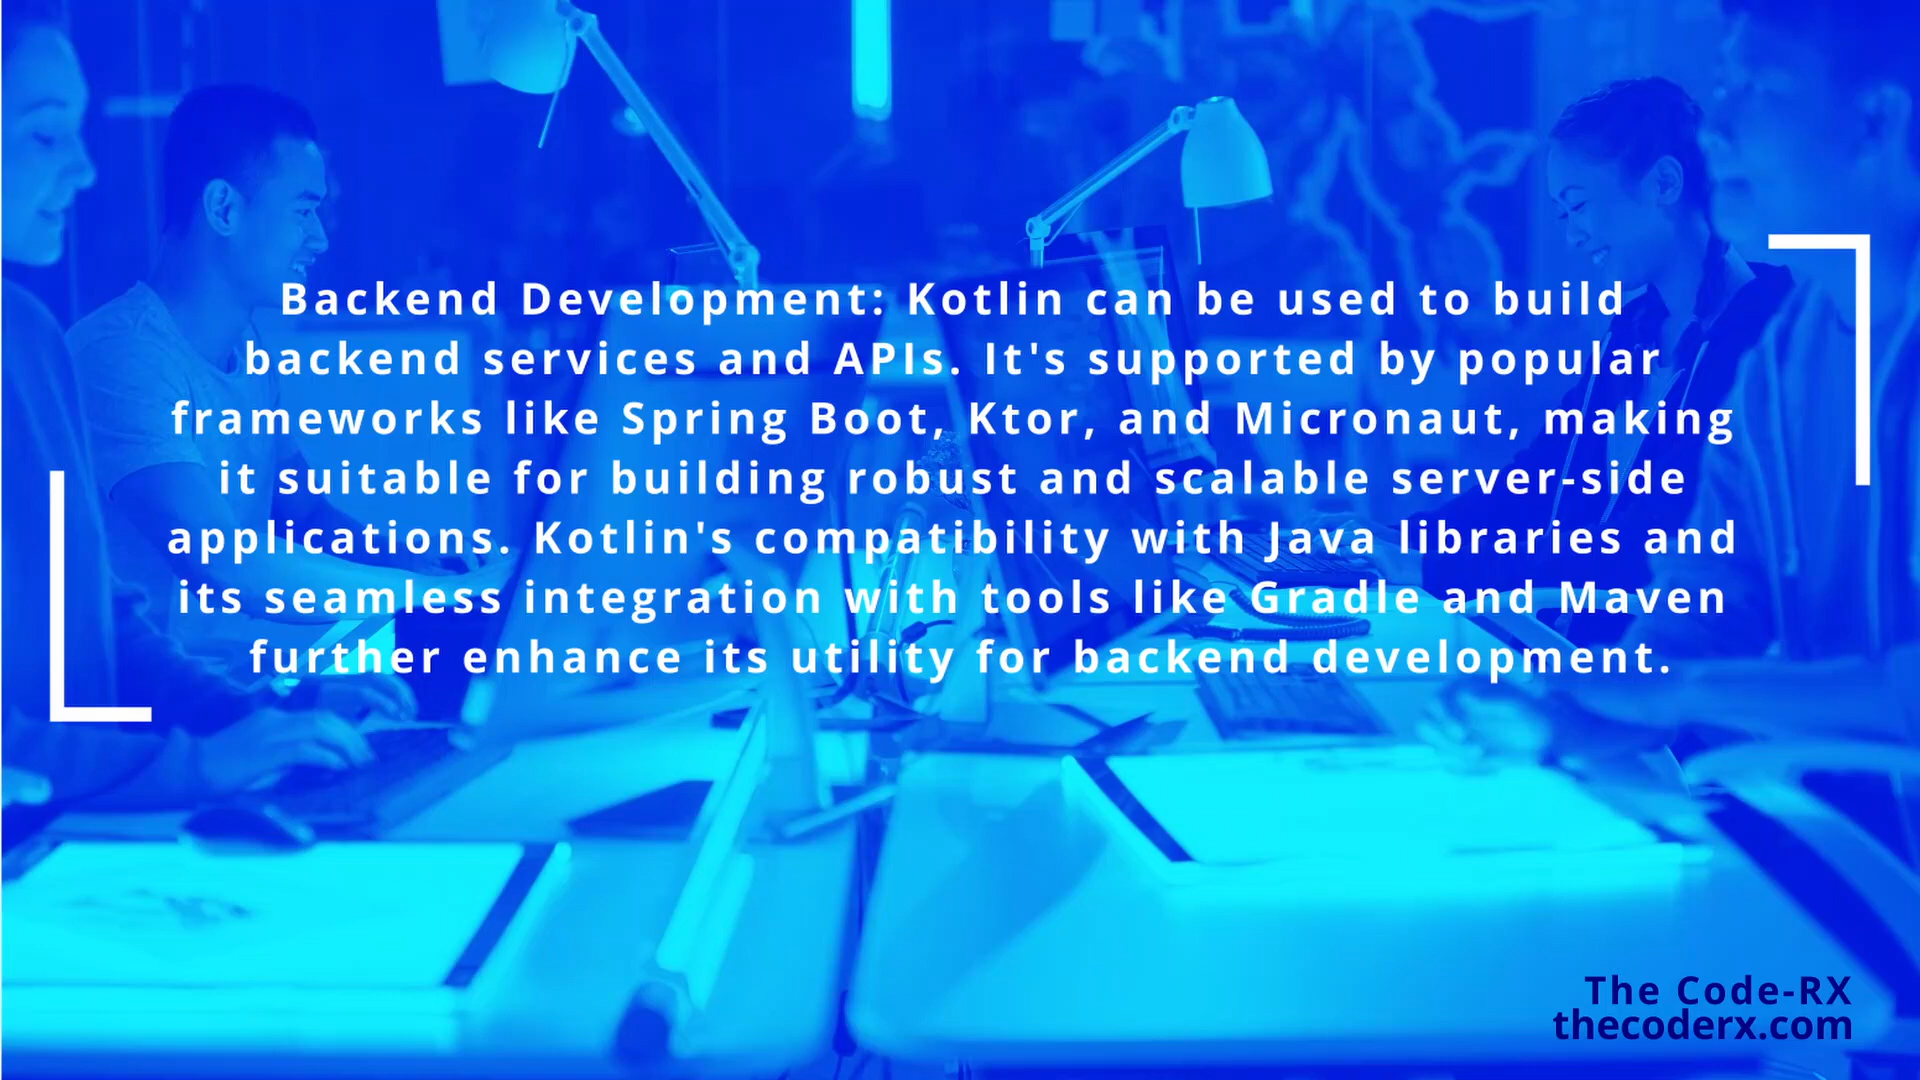 Backend Development: Kotlin can be used to build
backend services and APIs. It's supported by popular
frameworks like Spring Boot, Ktor, and Micronaut, making
it suitable for building robust and scalable server-side
applications. Kotlin's compatibility with Java libraries and
its seamless integration with tools like Gradle and Maven
further enhance its utility for backend development.
The Code-RX
thecoderx.com